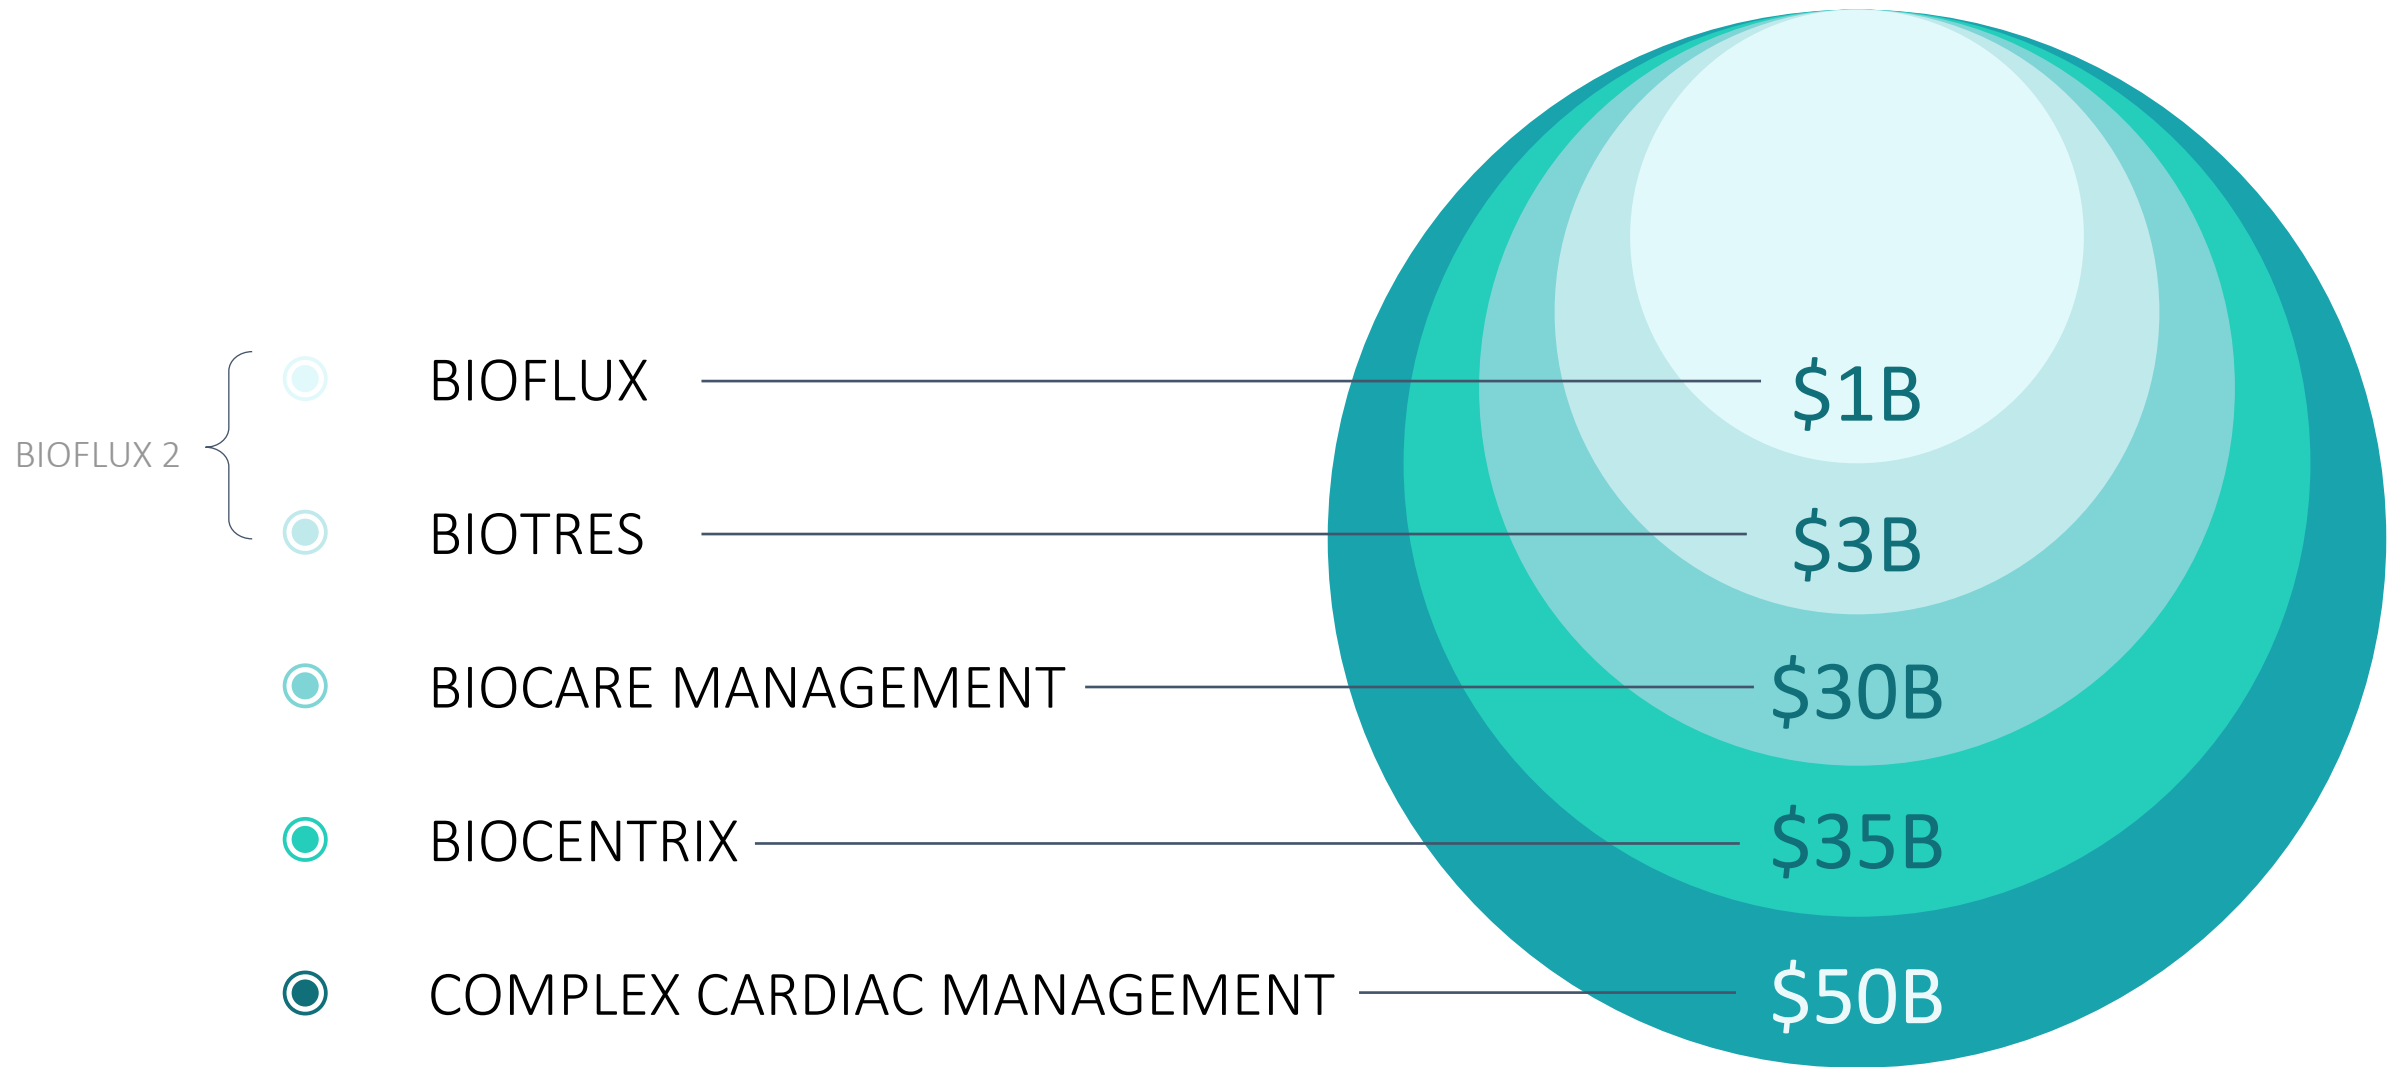 BIOFLUX $1B
BIOFLUX 2
BIOTRES $3B
BIOCARE MANAGEMENT $30B
BIOCENTRIX $35B
COMPLEX CARDIAC MANAGEMENT $50B